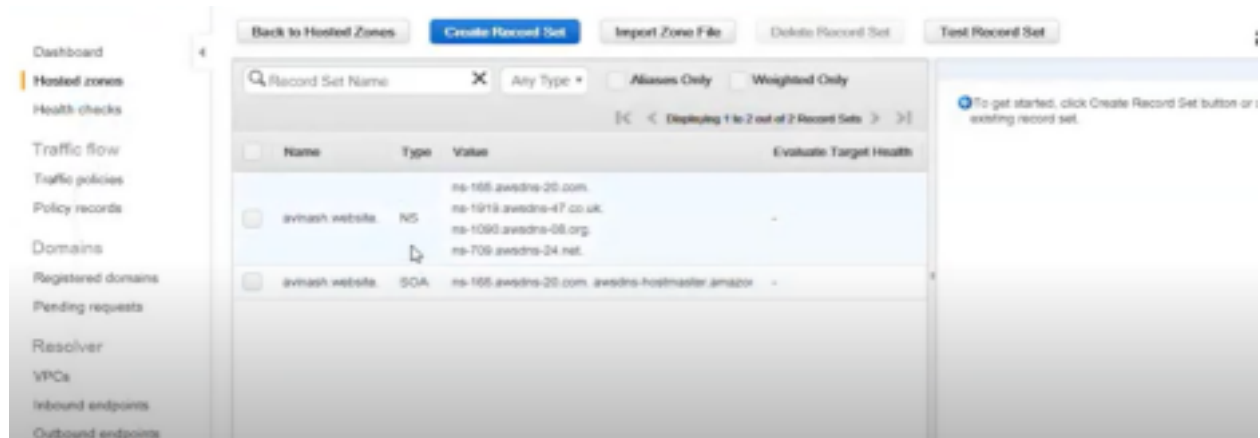 Back to Hosted Zones
Create Record Set
Import Zone File
Delete Record Set
Test Record Set
Dashboard
Hosted zones
Health checks
Traffic flow
Traffic policies
Policy records
Domains
Registered domains
Pending requests
Resolver
VPCs
Inbound endpoints
Outbound endpoints
Record Set Name X Any Type Aliases Only Weighted Only
Displaying 1 to 2 out of 2 Record Sets
Name Type Value Evaluate Target Health
avinash.website. NS
ns-166.awsdns-20.com.
ns-1919.awsdns-47.co.uk.
ns-1090.awsdns-08.org.
ns-709.awsdns-24.net.
-
avinash.website. SOA ns-166.awsdns-20.com. awsdns-hostmaster.amazon -
To get started, click Create Record Set button or
existing record set.